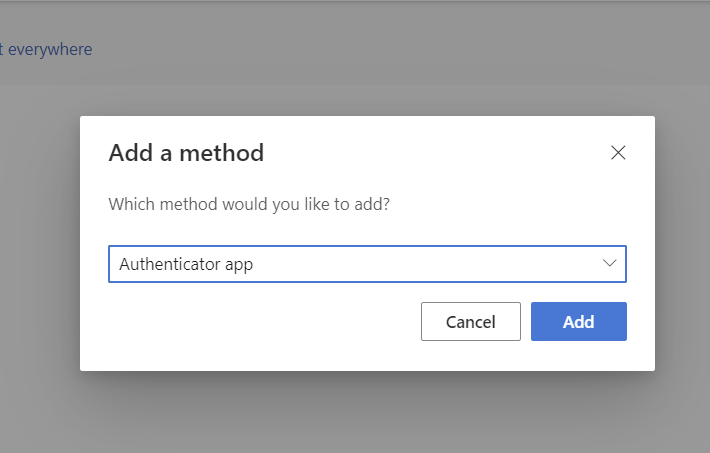 t everywhere
Add a method
Which method would you like to add?
Authenticator app
Cancel
Add